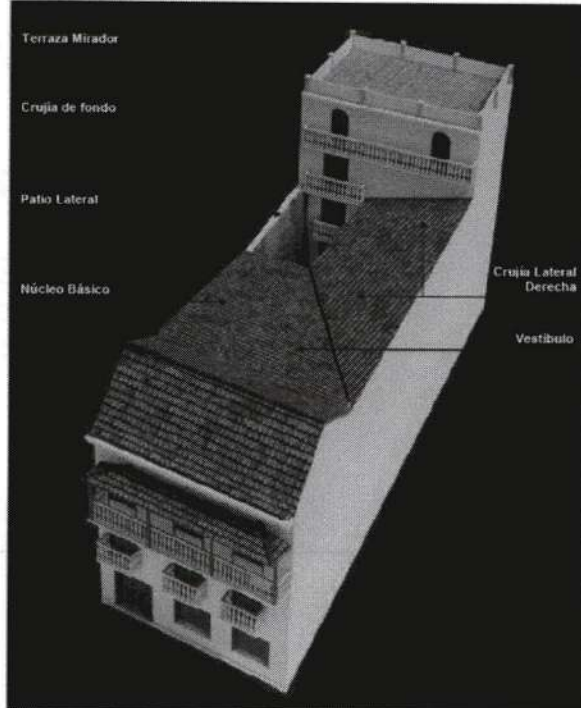 Terraza Mirador
Crujía de fondo
Patio Lateral
Núcleo Básico
Crujía Lateral
Derecha
Vestíbulo